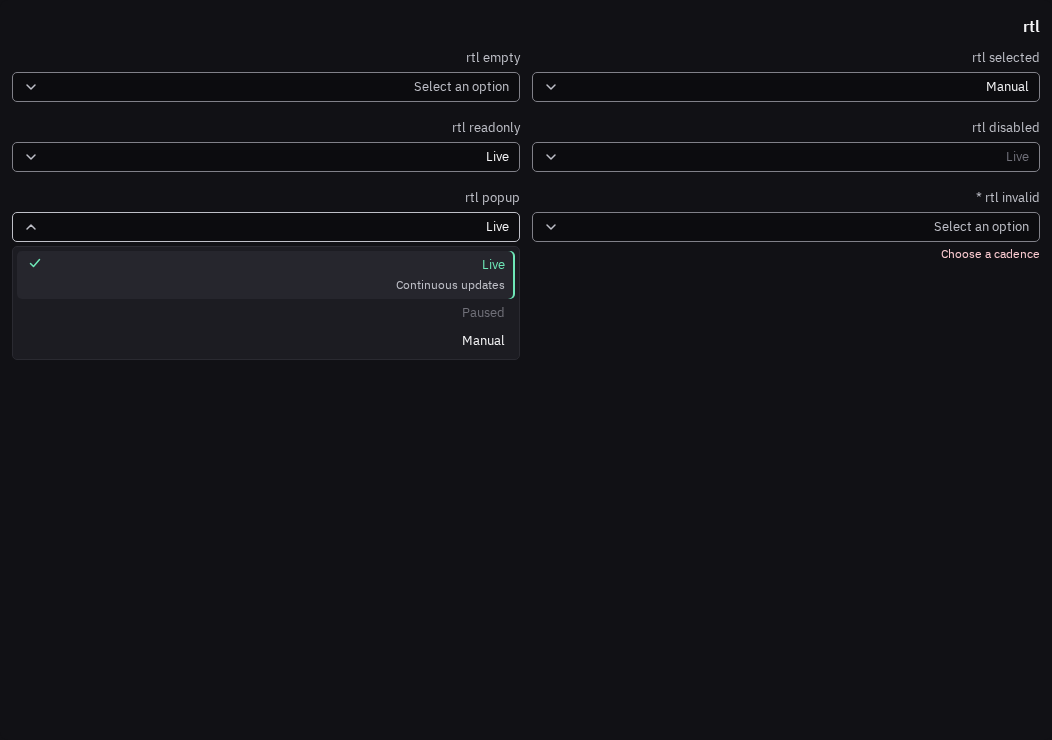 rtl
rtl selected
Manual
rtl empty
Select an option
rtl disabled
Live
rtl readonly
Live
* rtl invalid
Select an option
Choose a cadence
rtl popup
Live
Live
Continuous updates
Paused
Manual